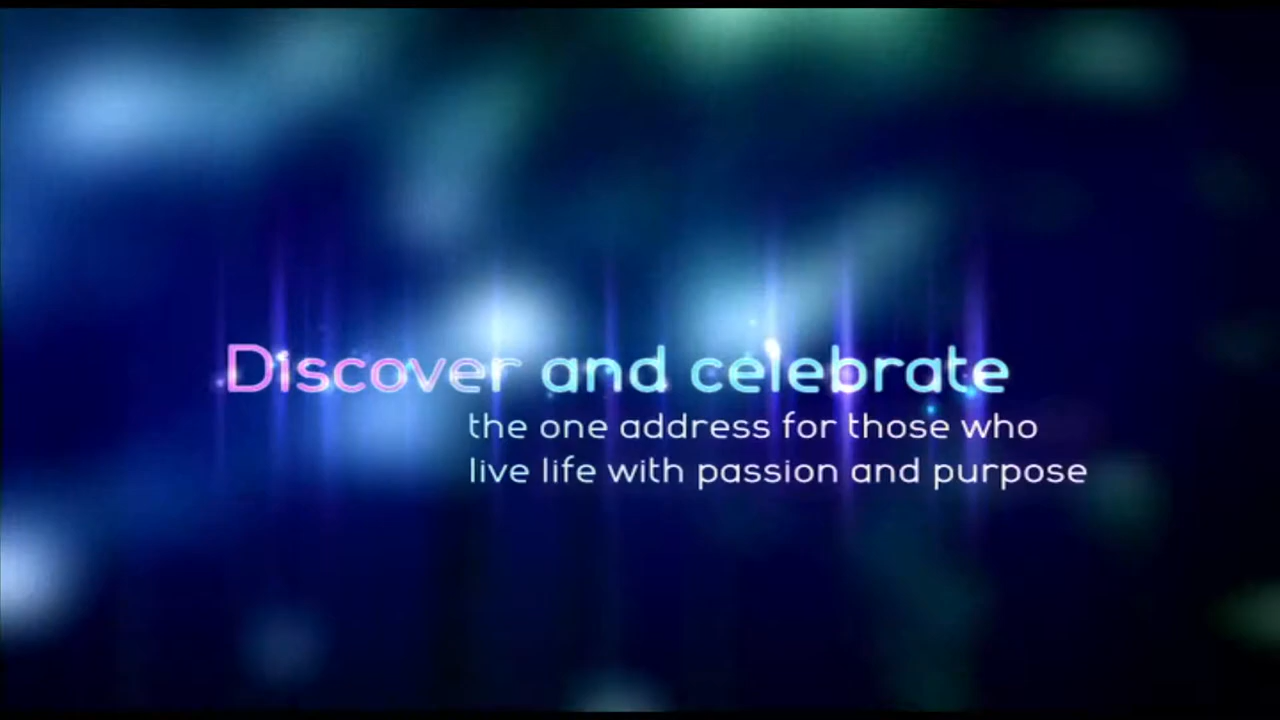 Discover and celebrate
the one address for those who
live life with passion and purpose